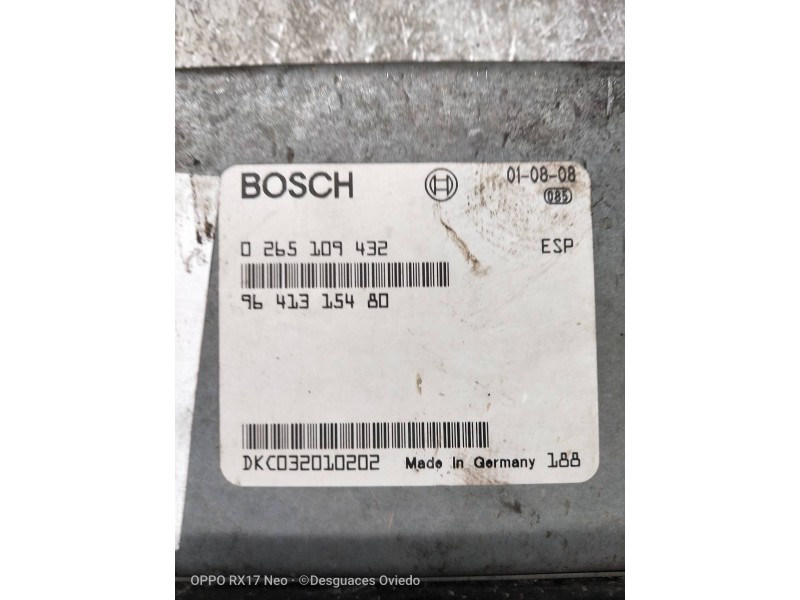 BOSCH
01-08-08
085
0 265 109 432
ESP
96 413 154 80
DKC032010202 Made in Germany 188
OPPO RX17 Neo · ©Desguaces Oviedo